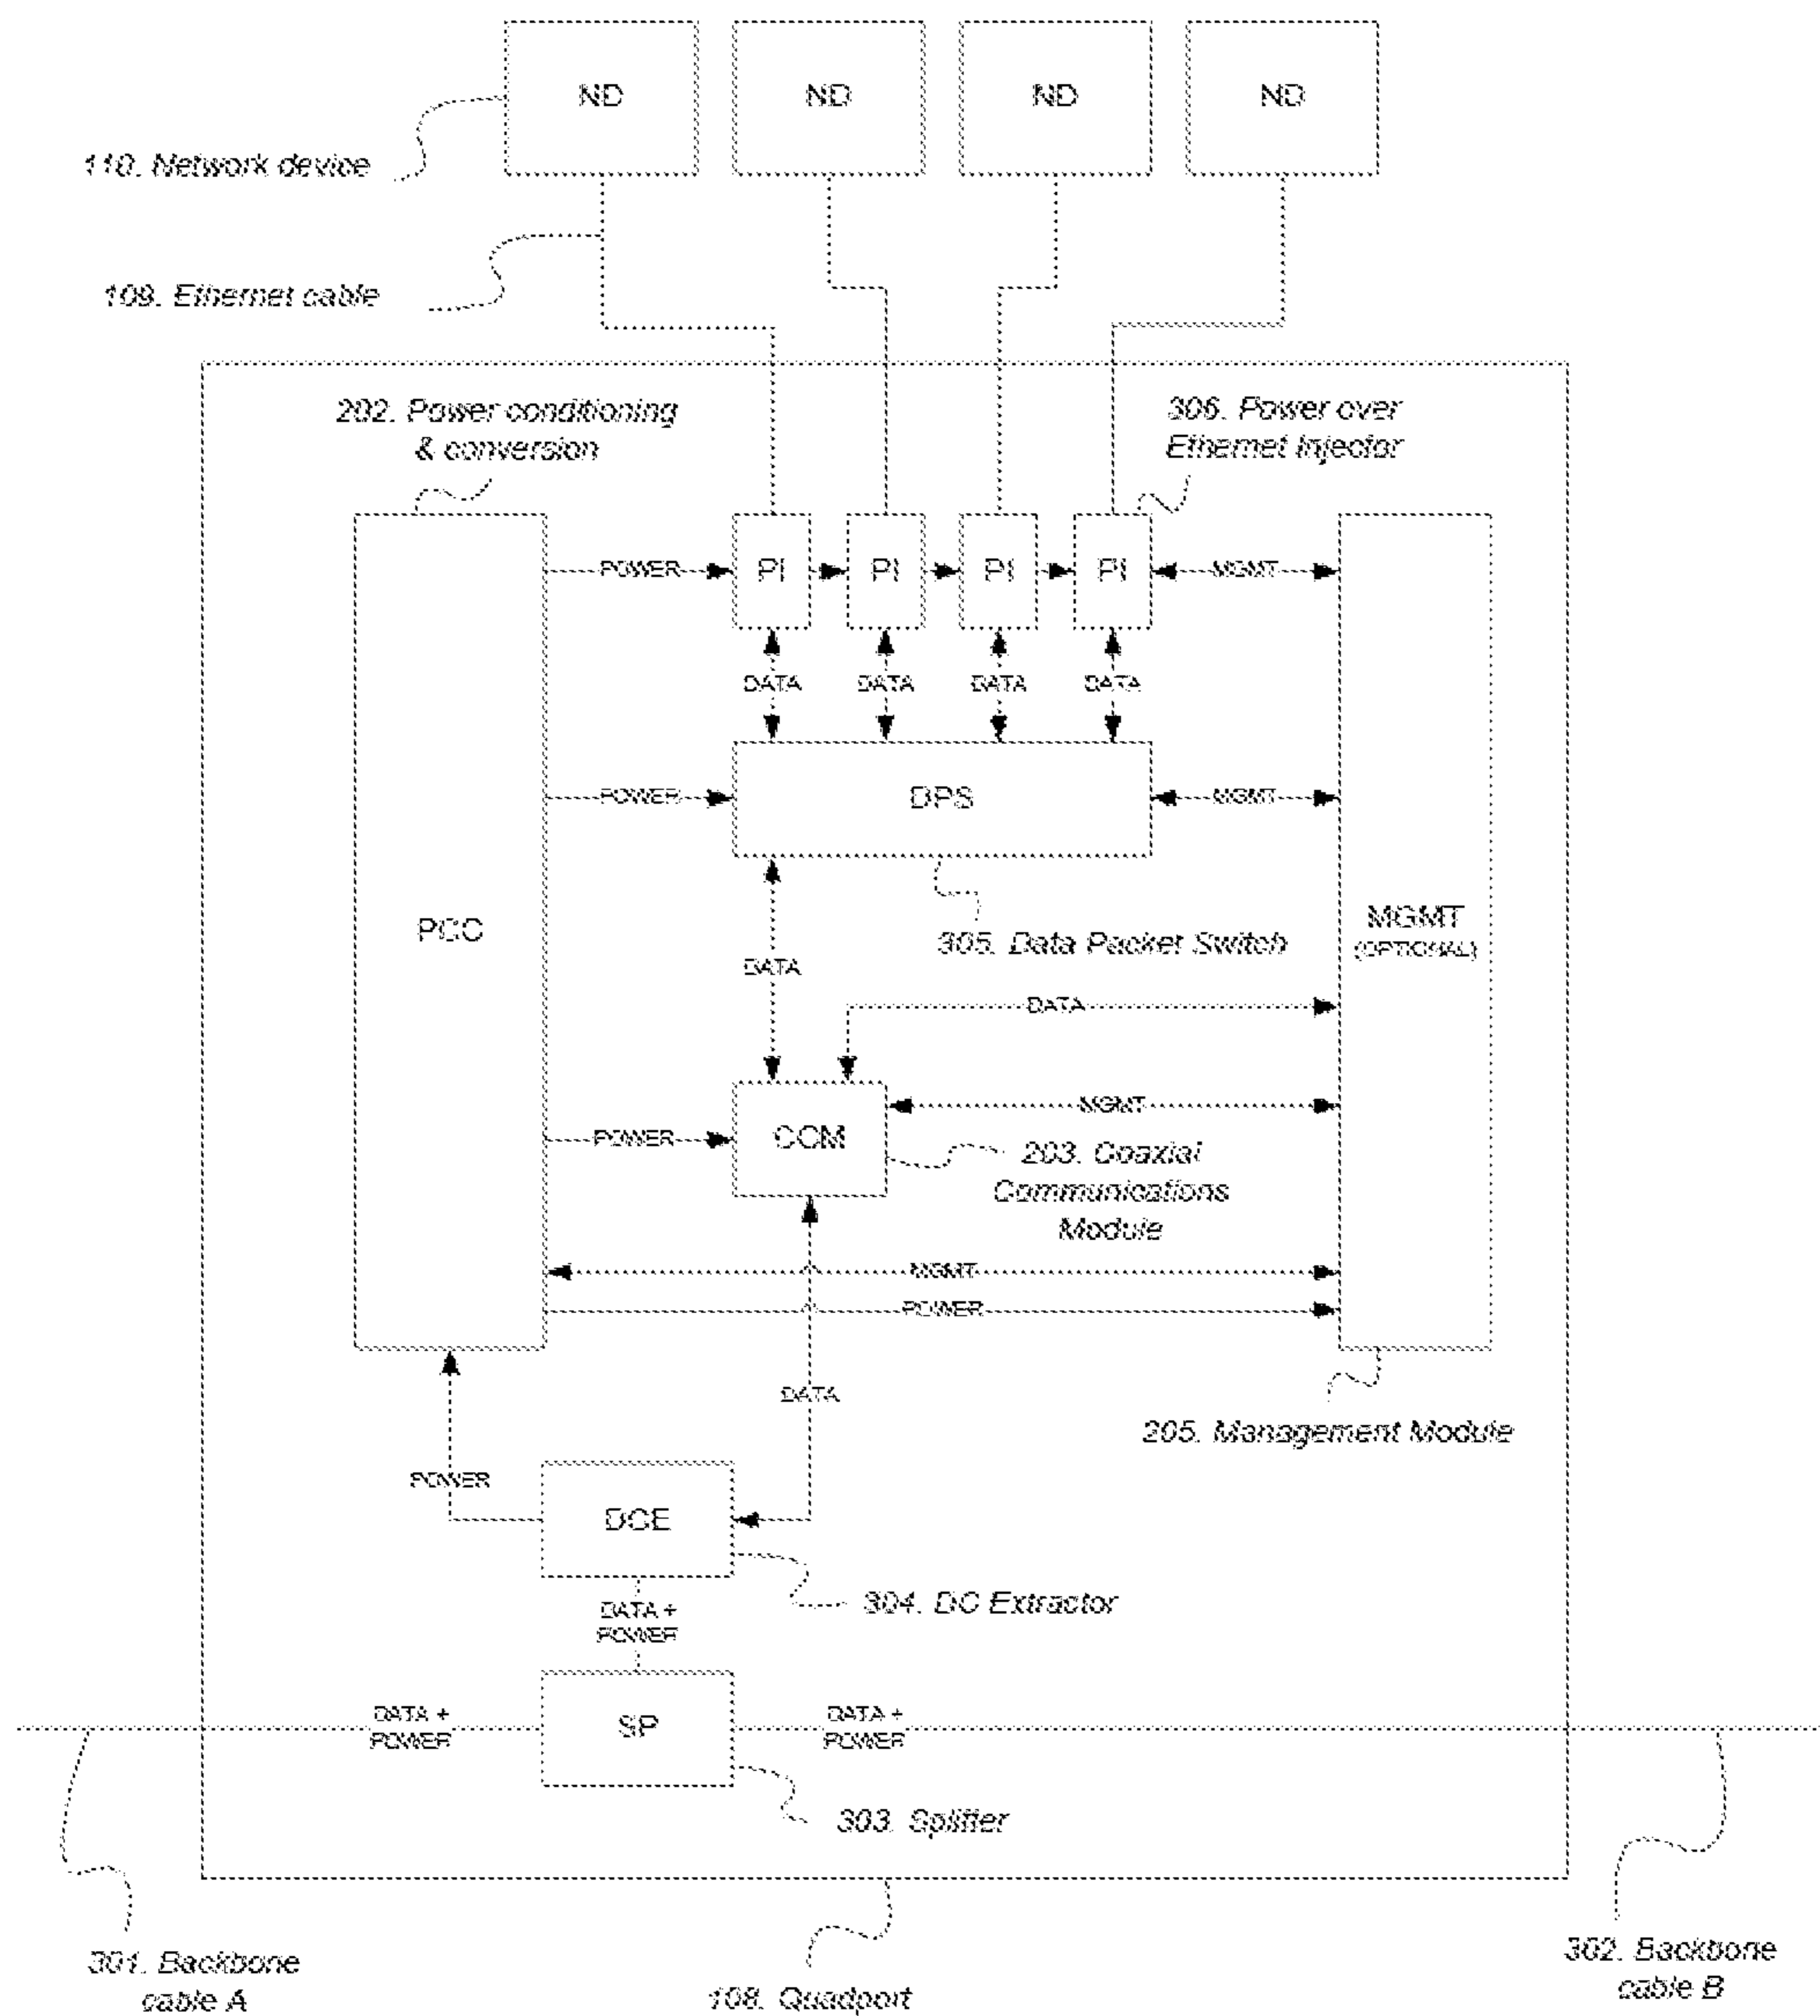 ND ND ND ND
110. Network device
109. Ethernet cable
202. Power conditioning
& conversion
306. Power over
Ethernet Injector
POWER PI PI PI PI MGMT
DATA DATA DATA DATA
POWER DPS MGMT
PCC
MGMT
(OPTIONAL)
305. Data Packet Switch
DATA
DATA
MGMT
POWER CCM
203. Coaxial
Communications
Module
MGMT
POWER
DATA
205. Management Module
POWER
DCE
304. DC Extractor
DATA +
POWER
DATA +
POWER
SP
DATA +
POWER
303. Splitter
301. Backbone
cable A
302. Backbone
cable B
108. Quadport